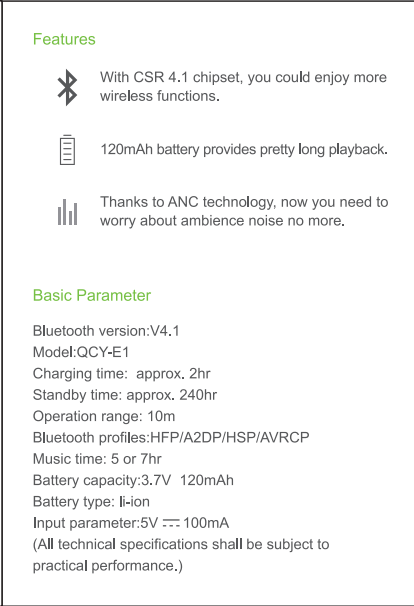 Features
With CSR 4.1 chipset, you could enjoy more
wireless functions.
120mAh battery provides pretty long playback.
Thanks to ANC technology, now you need to
worry about ambience noise no more.
Basic Parameter
Bluetooth version:V4.1
Model:QCY-E1
Charging time:  approx. 2hr
Standby time: approx. 240hr
Operation range: 10m
Bluetooth profiles:HFP/A2DP/HSP/AVRCP
Music time: 5 or 7hr
Battery capacity:3.7V  120mAh
Battery type: li-ion
Input parameter:5V ⎓ 100mA
(All technical specifications shall be subject to
practical performance.)